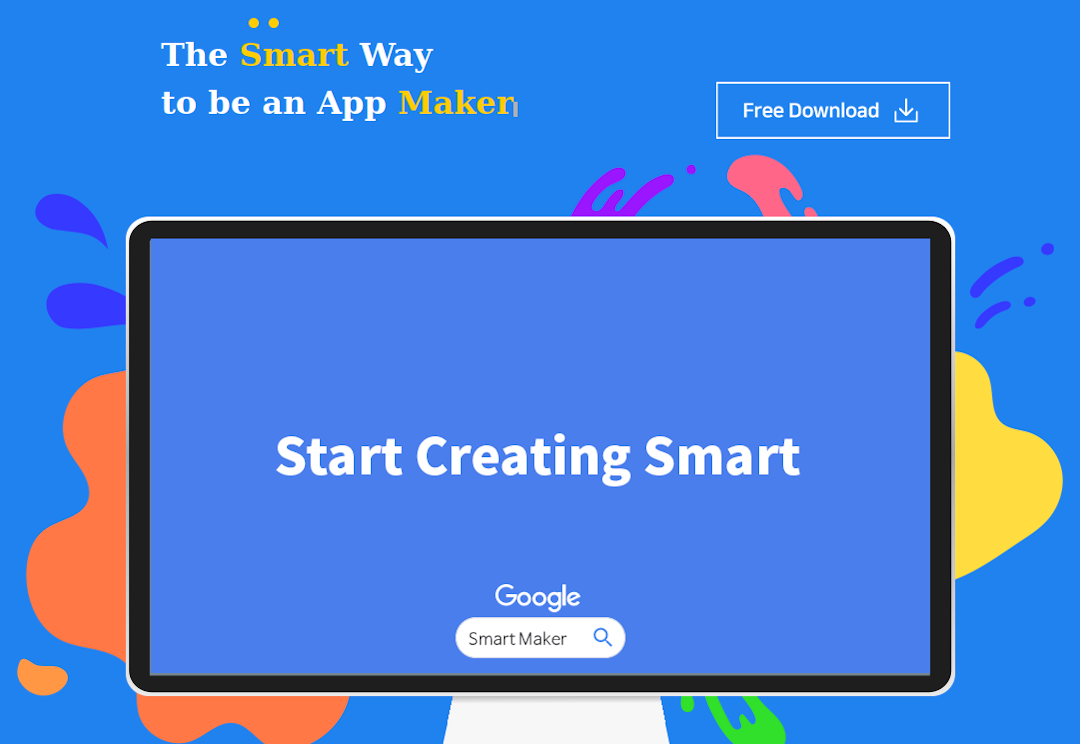 The Smart Way
to be an App Maker
Free Download
Start Creating Smart
Google
Smart Maker